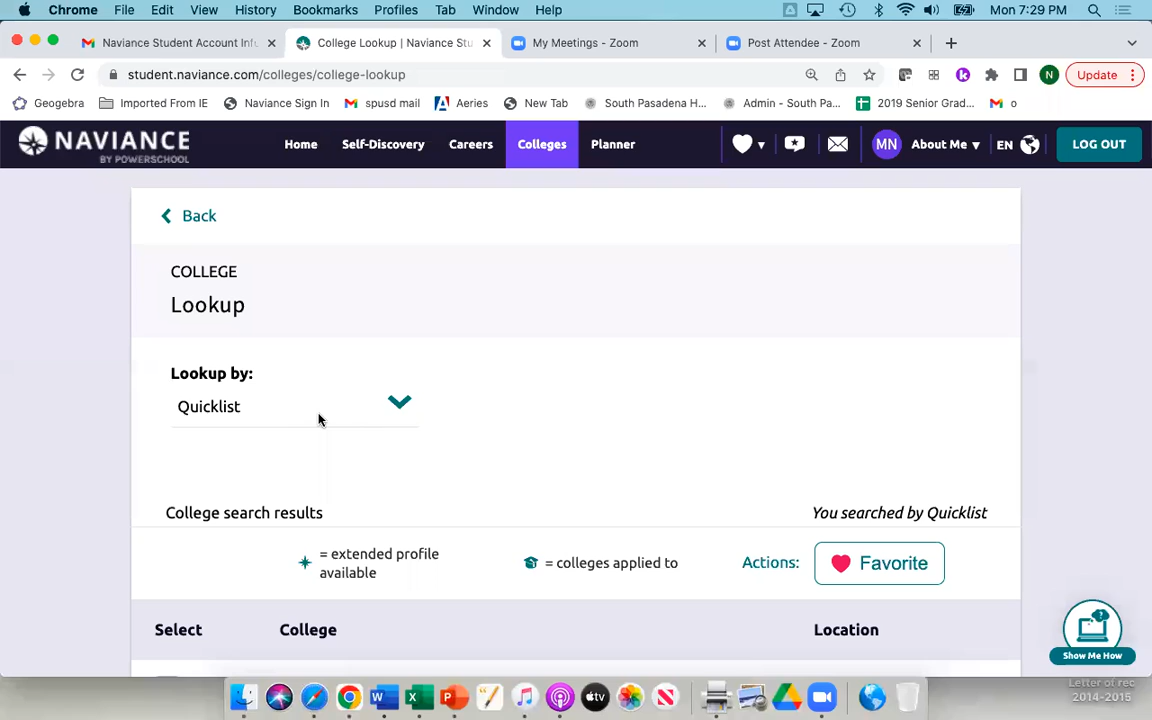 Chrome File Edit View History Bookmarks Profiles Tab Window Help Mon 7:29 PM
Naviance Student Account Info
College Lookup | Naviance Stu
My Meetings - Zoom
Post Attendee - Zoom
student.naviance.com/colleges/college-lookup N Update
Geogebra Imported From IE Naviance Sign In spusd mail Aeries New Tab South Pasadena H... Admin - South Pa... 2019 Senior Grad... o
NAVIANCE
BY POWERSCHOOL
Home Self-Discovery Careers Colleges Planner MN About Me EN LOG OUT
Back
COLLEGE
Lookup
Lookup by:
Quicklist
College search results You searched by Quicklist
= extended profile available
= colleges applied to
Actions: Favorite
Select College Location
Show Me How
Letter of rec
2014-2015